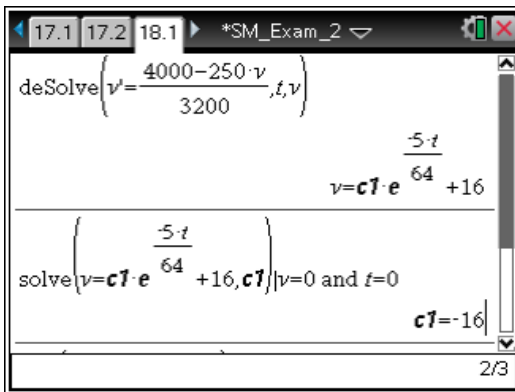 17.1 17.2 18.1 *SM_Exam_2
deSolve(v'=(4000-250·v)/3200,t,v)
v=c1·e^(-5·t/64)+16
solve(v=c1·e^(-5·t/64)+16,c1)|v=0 and t=0
c1=-16
2/3